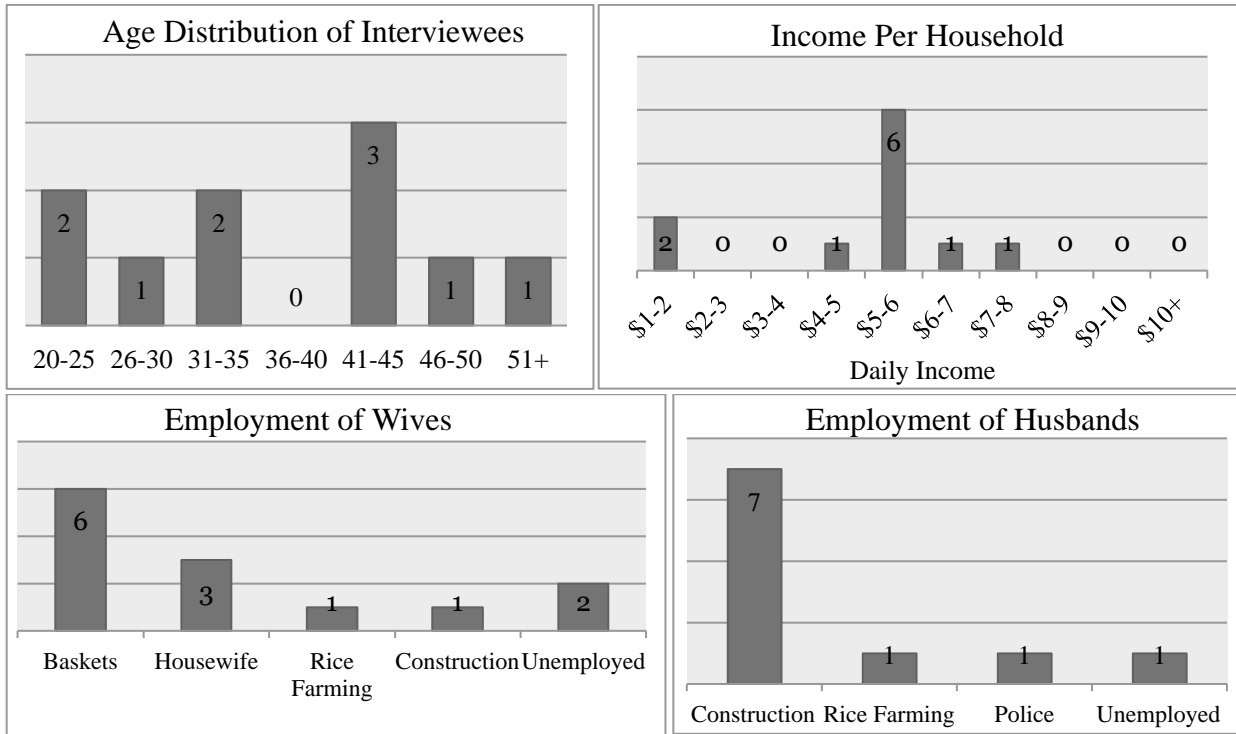 Age Distribution of Interviewees
2
1
2
0
3
1
1
20-25 26-30 31-35 36-40 41-45 46-50 51+
Income Per Household
2
0
0
1
6
1
1
0
0
0
$1-2 $2-3 $3-4 $4-5 $5-6 $6-7 $7-8 $8-9 $9-10 $10+
Daily Income
Employment of Wives
6
3
1
1
2
Baskets Housewife Rice Construction Unemployed
Farming
Employment of Husbands
7
1
1
1
Construction Rice Farming Police Unemployed